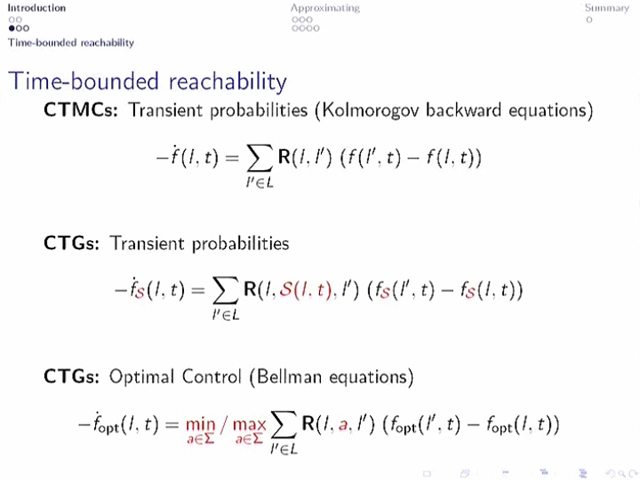 Introduction Approximating Summary
Time-bounded reachability
Time-bounded reachability
CTMCs: Transient probabilities (Kolmogorov backward equations)
−ḟ(l, t) = ∑_{l′∈L} R(l, l′) (f(l′, t) − f(l, t))
CTGs: Transient probabilities
−ḟ_S(l, t) = ∑_{l′∈L} R(l, S(l, t), l′) (f_S(l′, t) − f_S(l, t))
CTGs: Optimal Control (Bellman equations)
−ḟ_opt(l, t) = min_{a∈Σ} / max_{a∈Σ} ∑_{l′∈L} R(l, a, l′) (f_opt(l′, t) − f_opt(l, t))